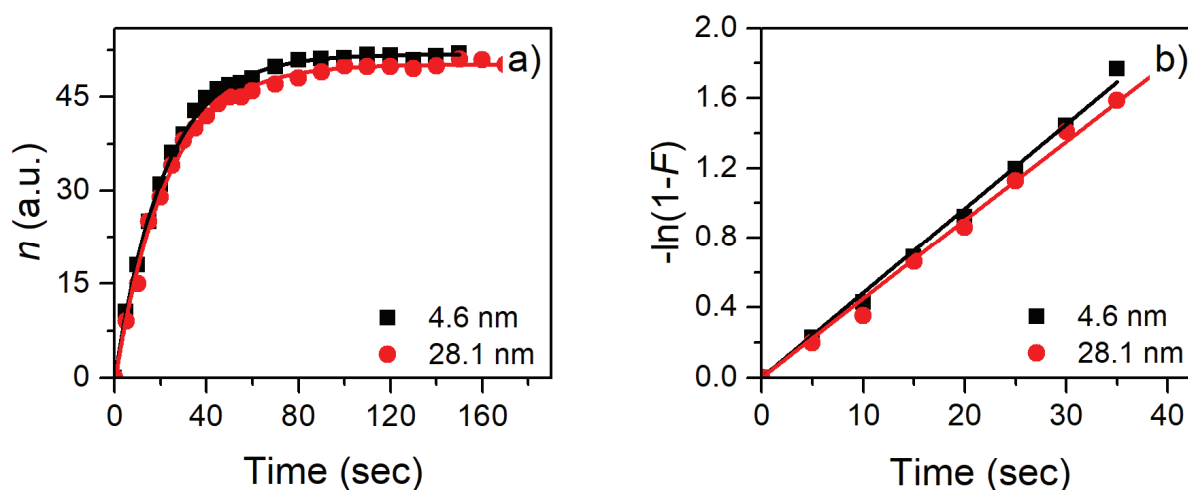 a)
n (a.u.)
45
30
15
0
4.6 nm
28.1 nm
0 40 80 120 160
Time (sec)
b)
-ln(1-F)
2.0
1.6
1.2
0.8
0.4
0.0
4.6 nm
28.1 nm
0 10 20 30 40
Time (sec)